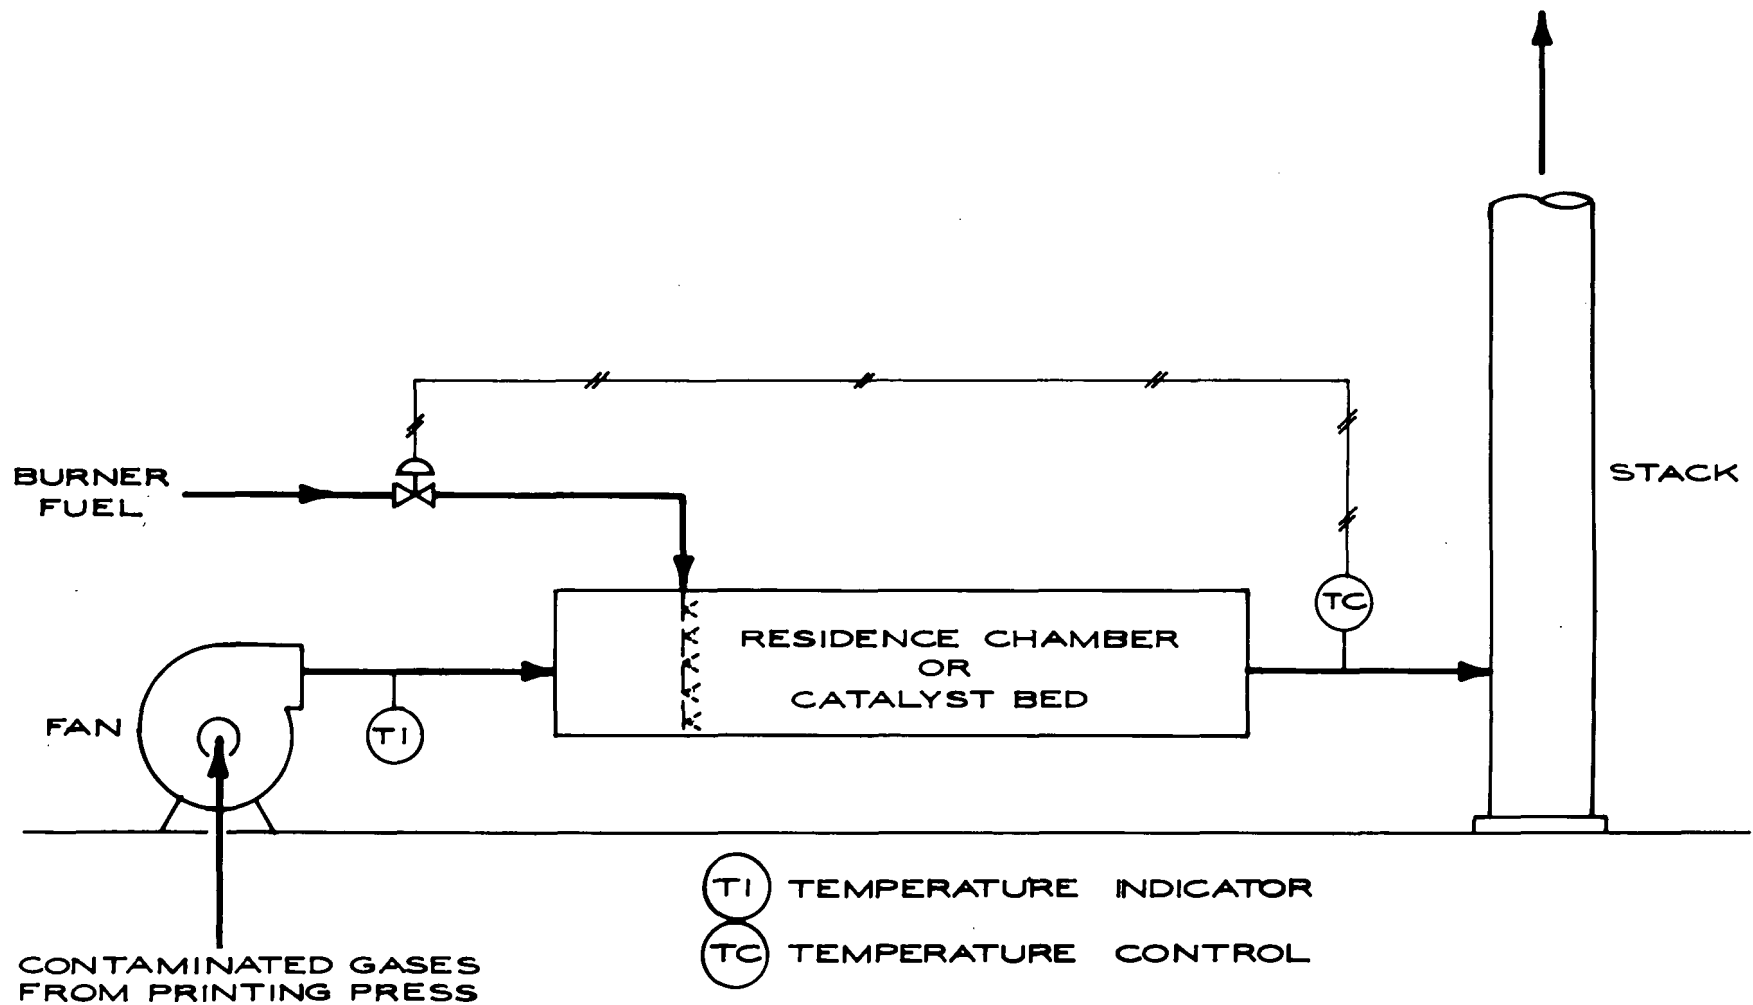 BURNER
FUEL
STACK
TC
RESIDENCE CHAMBER
OR
CATALYST BED
FAN
TI
TI TEMPERATURE INDICATOR
TC TEMPERATURE CONTROL
CONTAMINATED GASES
FROM PRINTING PRESS